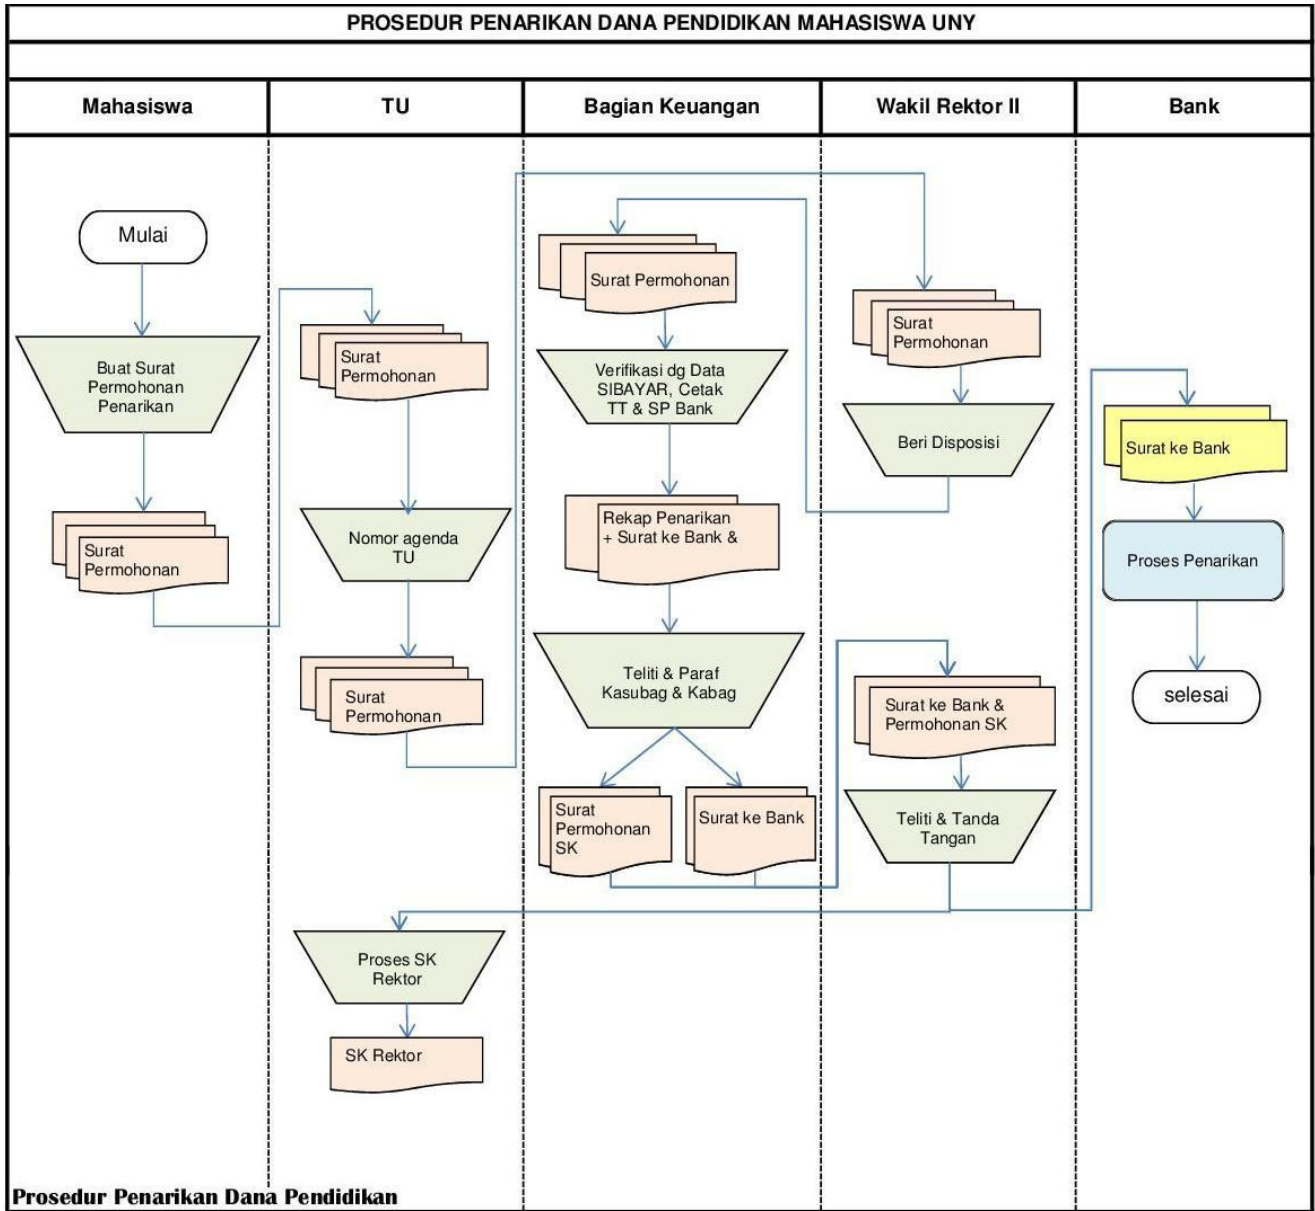 PROSEDUR PENARIKAN DANA PENDIDIKAN MAHASISWA UNY
Mahasiswa
TU
Bagian Keuangan
Wakil Rektor II
Bank
Mulai
Buat Surat
Permohonan
Penarikan
Surat
Permohonan
Surat
Permohonan
Nomor agenda
TU
Surat
Permohonan
Proses SK
Rektor
SK Rektor
Surat Permohonan
Verifikasi dg Data
SIBAYAR, Cetak
TT & SP Bank
Rekap Penarikan
+ Surat ke Bank &
Teliti & Paraf
Kasubag & Kabag
Surat
Permohonan
SK
Surat ke Bank
Surat
Permohonan
Beri Disposisi
Surat ke Bank &
Permohonan SK
Teliti & Tanda
Tangan
Surat ke Bank
Proses Penarikan
selesai
Prosedur Penarikan Dana Pendidikan